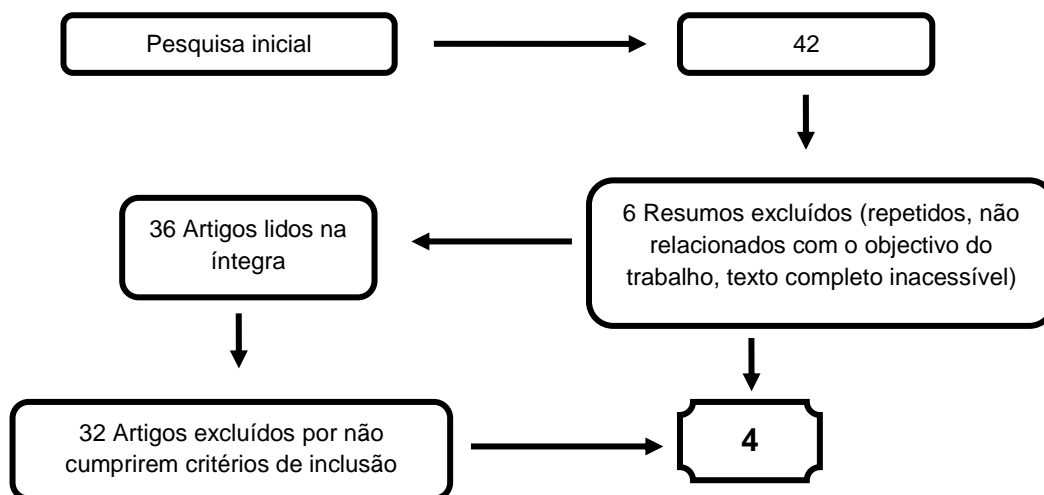 Pesquisa inicial
42
6 Resumos excluídos (repetidos, não
relacionados com o objectivo do
trabalho, texto completo inacessível)
36 Artigos lidos na
íntegra
32 Artigos excluídos por não
cumprirem critérios de inclusão
4